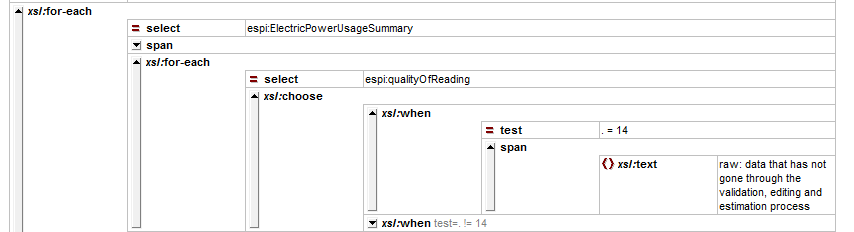 xsl:for-each
select espi:ElectricPowerUsageSummary
span
xsl:for-each
select espi:qualityOfReading
xsl:choose
xsl:when
test . = 14
span
xsl:text raw: data that has not
gone through the
validation, editing and
estimation process
xsl:when test=. != 14